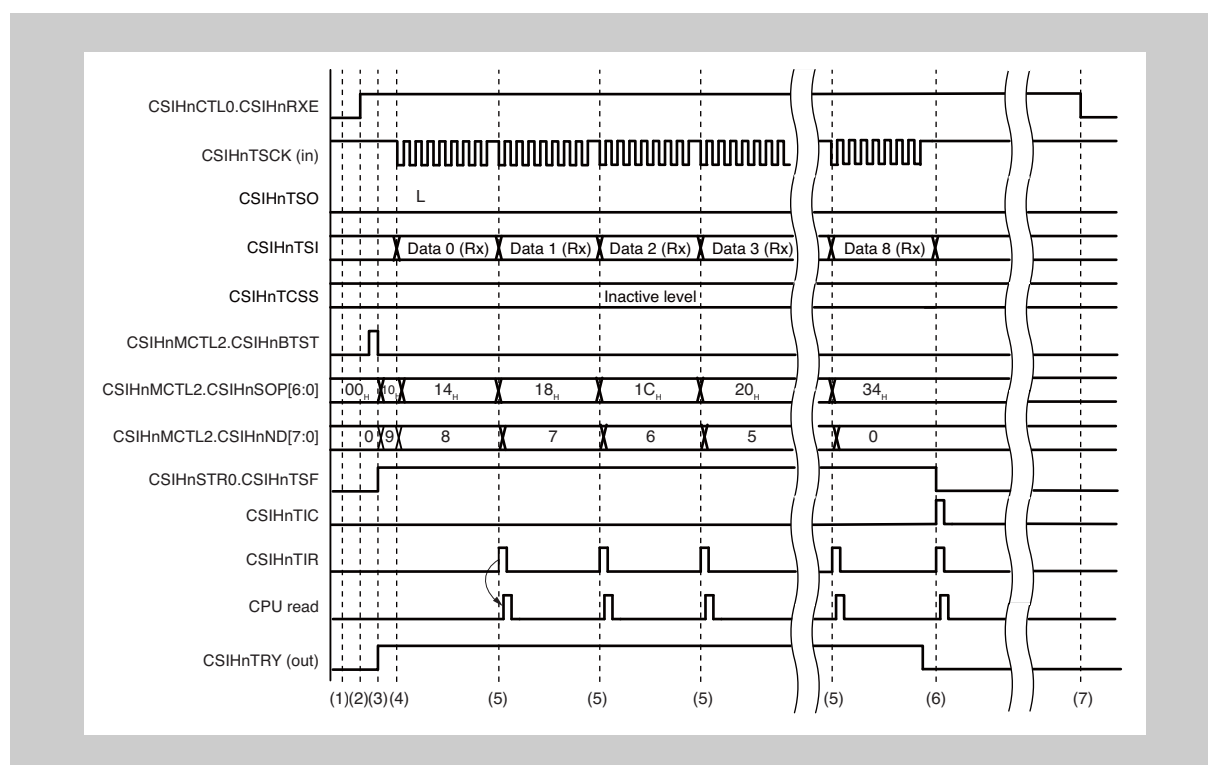 CSIHnCTL0.CSIHnRXE
CSIHnTSCK (in)
CSIHnTSO
L
CSIHnTSI
Data 0 (Rx) Data 1 (Rx) Data 2 (Rx) Data 3 (Rx) Data 8 (Rx)
CSIHnTCSS
Inactive level
CSIHnMCTL2.CSIHnBTST
CSIHnMCTL2.CSIHnSOP[6:0]
00H 10H 14H 18H 1CH 20H 34H
CSIHnMCTL2.CSIHnND[7:0]
0 9 8 7 6 5 0
CSIHnSTR0.CSIHnTSF
CSIHnTIC
CSIHnTIR
CPU read
CSIHnTRY (out)
(1)(2)(3)(4) (5) (5) (5) (5) (6) (7)